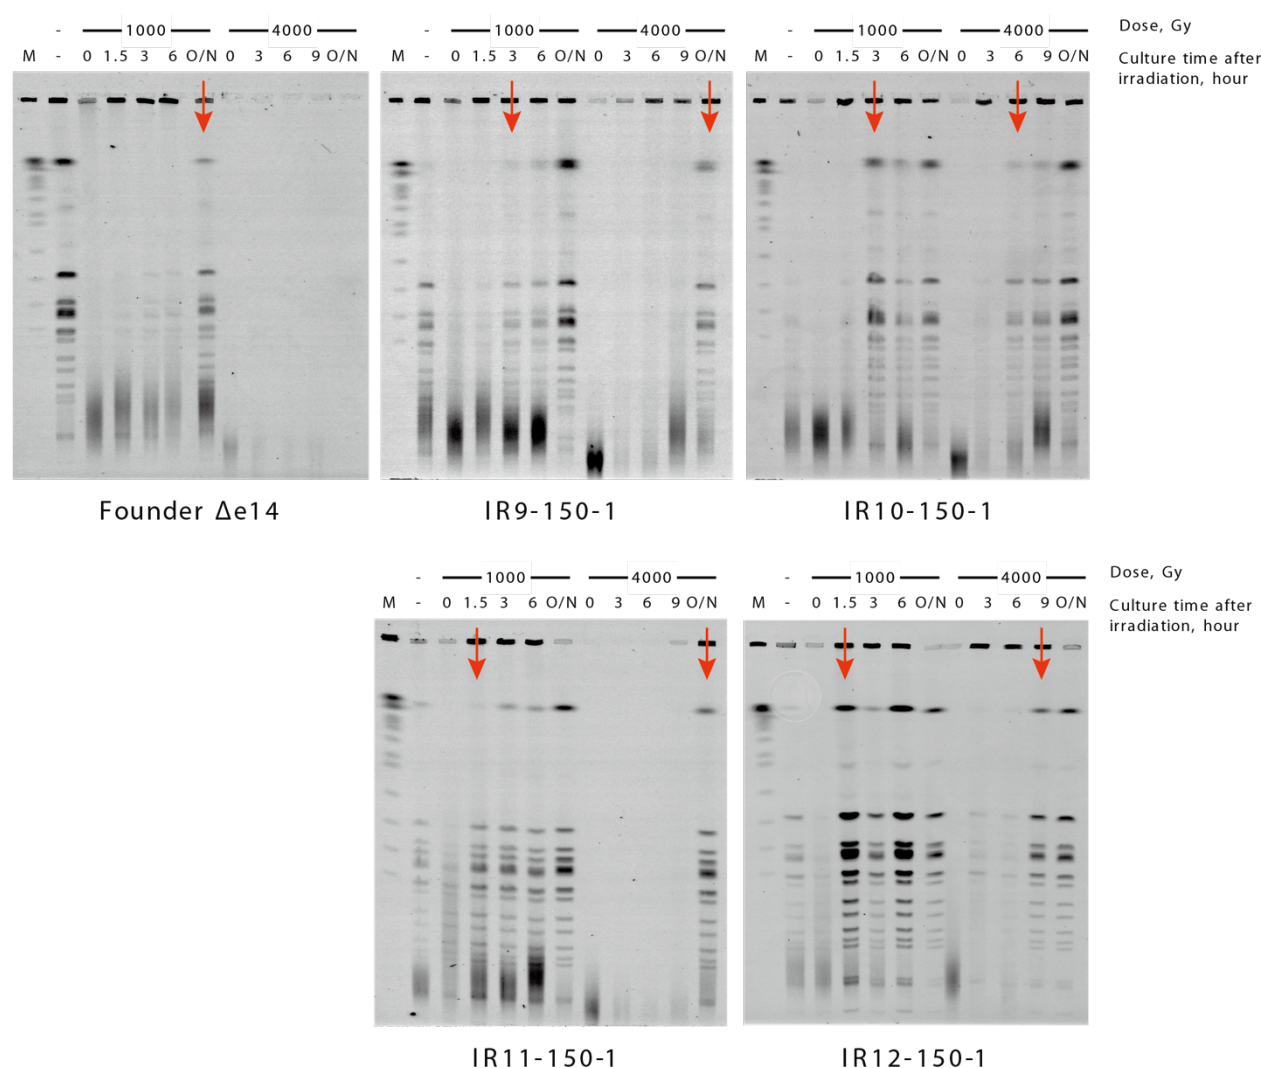 - 1000 4000 - 1000 4000 - 1000 4000 Dose, Gy
M - 0 1.5 3 6 O/N 0 3 6 9 O/N M - 0 1.5 3 6 O/N 0 3 6 9 O/N M - 0 1.5 3 6 O/N 0 3 6 9 O/N Culture time after
irradiation, hour
Founder Δe14 IR9-150-1 IR10-150-1
- 1000 4000 - 1000 4000 Dose, Gy
M - 0 1.5 3 6 O/N 0 3 6 9 O/N M - 0 1.5 3 6 O/N 0 3 6 9 O/N Culture time after
irradiation, hour
IR11-150-1 IR12-150-1